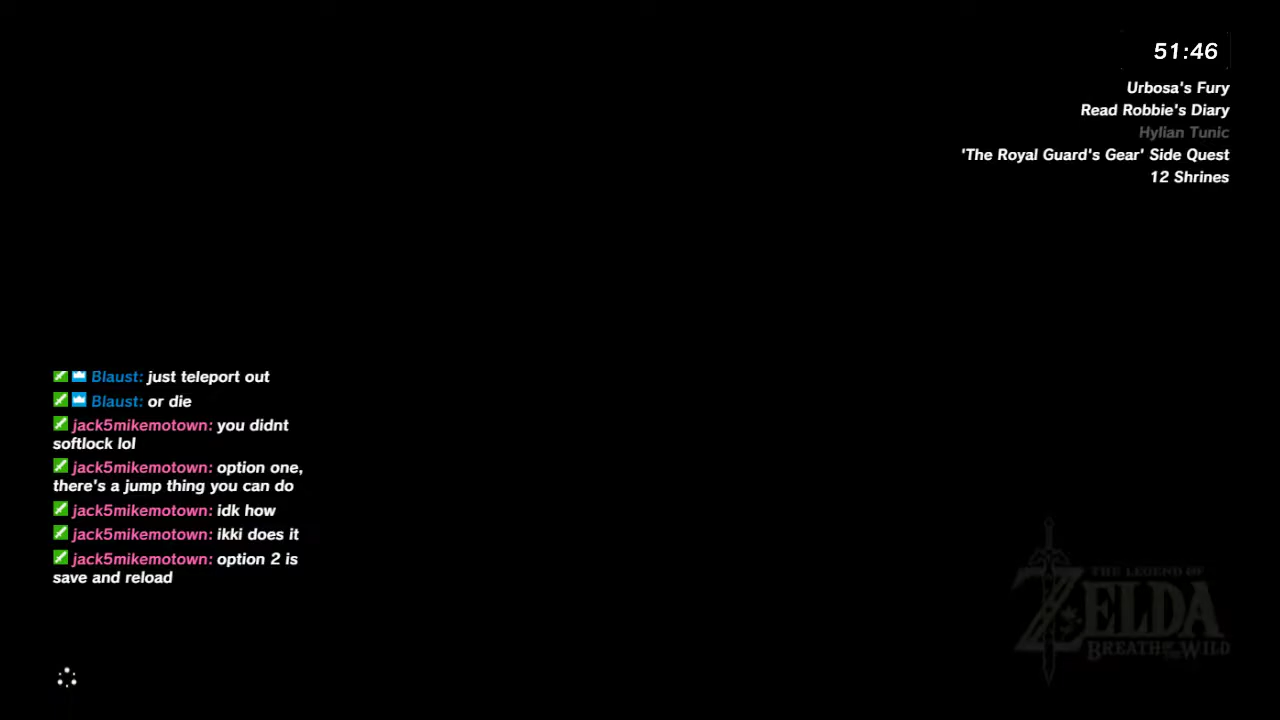 51:46
Urbosa's Fury
Read Robbie's Diary
Hylian Tunic
'The Royal Guard's Gear' Side Quest
12 Shrines
Blaust: just teleport out
Blaust: or die
jack5mikemotown: you didnt
softlock lol
jack5mikemotown: option one,
there's a jump thing you can do
jack5mikemotown: idk how
jack5mikemotown: ikki does it
jack5mikemotown: option 2 is
save and reload
THE LEGEND OF
ZELDA
BREATH OF THE WILD